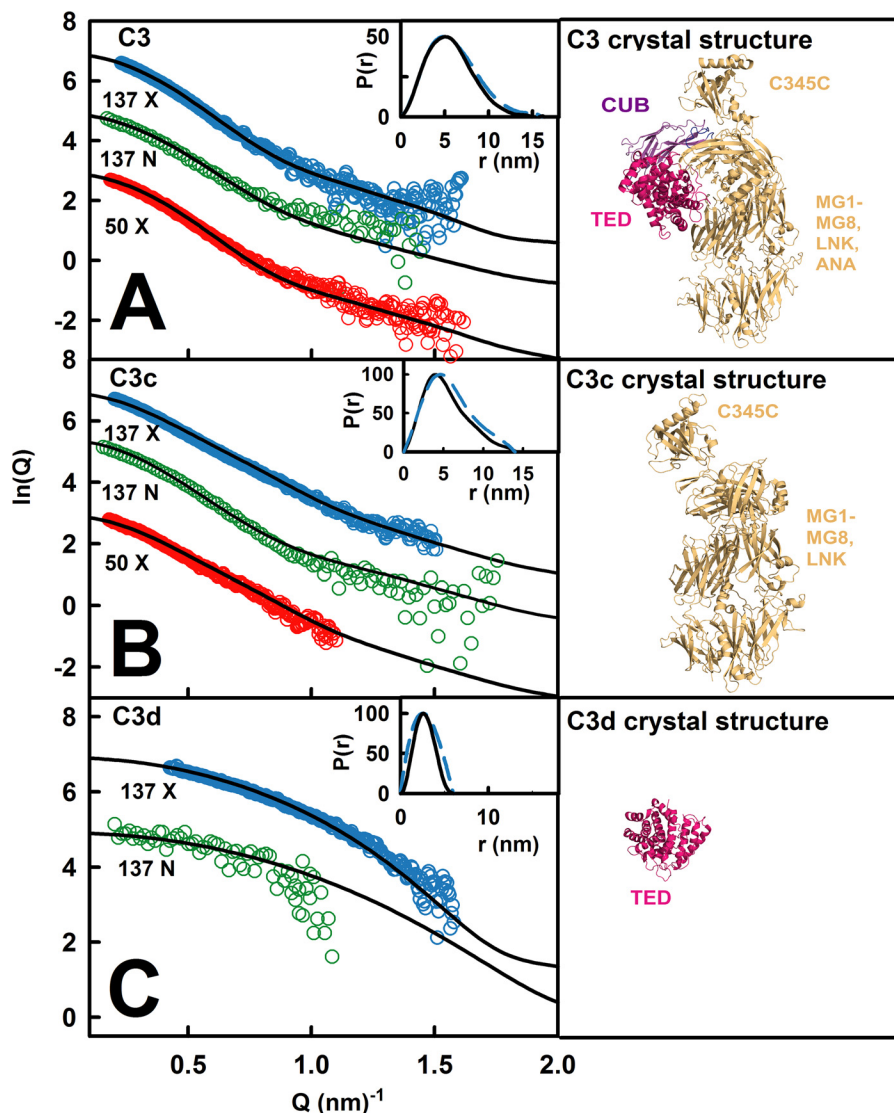 8
6
4
2
0
-2
C3
137 X
137 N
50 X
A
50
0
P(r)
0 5 10 15
r (nm)
C3 crystal structure
C345C
CUB
TED
MG1-
MG8,
LNK,
ANA
ln(Q)
8
6
4
2
0
-2
C3c
137 X
137 N
50 X
B
100
50
0
P(r)
0 5 10 15
r (nm)
C3c crystal structure
C345C
MG1-
MG8,
LNK
8
6
4
2
0
C3d
137 X
137 N
C
100
50
0
P(r)
0 10
r (nm)
C3d crystal structure
TED
0.5 1.0 1.5 2.0
Q (nm)-1